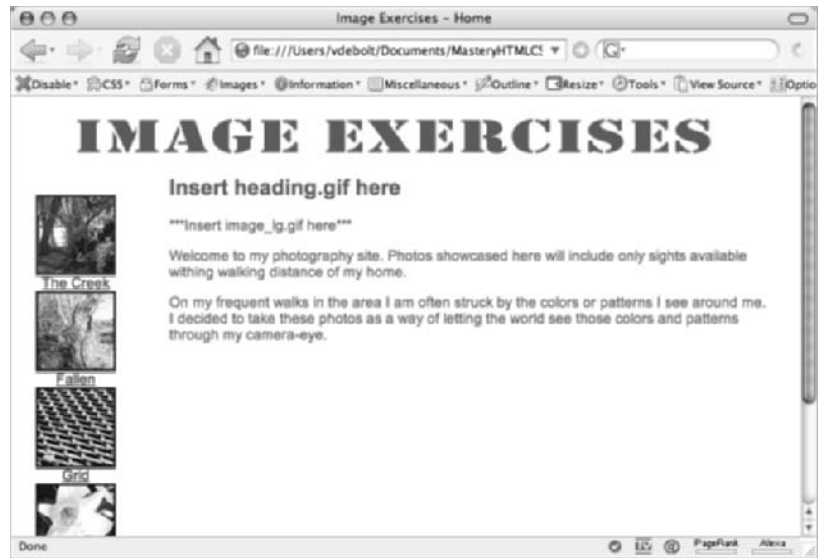 Image Exercises - Home
file:///Users/vdebolt/Documents/MasteryHTMLCS
G
Disable CSS Forms Images Information Miscellaneous Outline Resize Tools View Source Optio
IMAGE EXERCISES
Insert heading.gif here
***Insert image_lg.gif here***
Welcome to my photography site. Photos showcased here will include only sights available
withing walking distance of my home.
On my frequent walks in the area I am often struck by the colors or patterns I see around me.
I decided to take these photos as a way of letting the world see those colors and patterns
through my camera-eye.
The Creek
Fallen
Grid
Done
PageRank Alexa